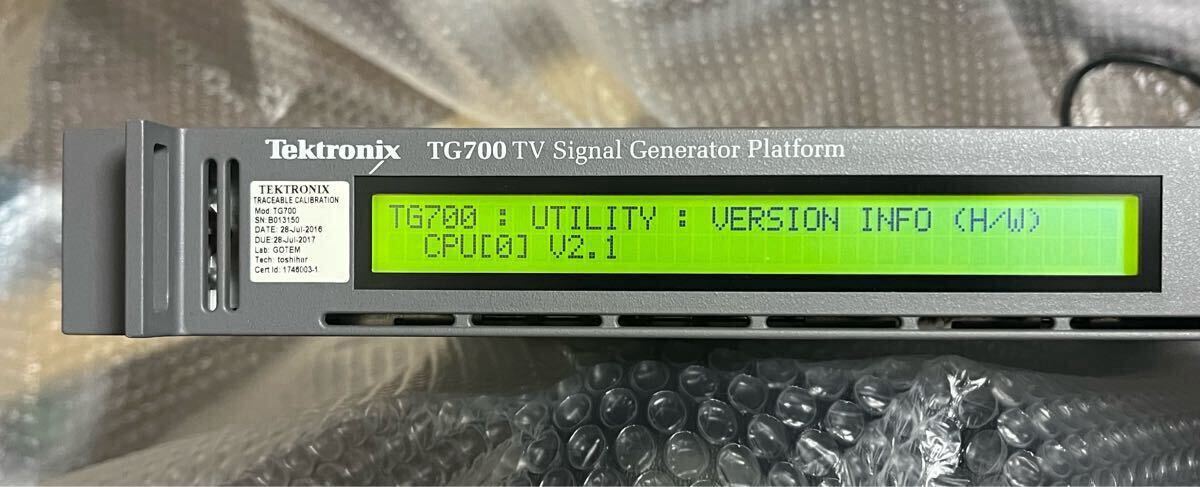 Tektronix TG700 TV Signal Generator Platform
TEKTRONIX
TRACEABLE CALIBRATION
Mod: TG700
SN: B013150
DATE: 28-Jul-2016
DUE: 28-Jul-2017
Lab: GOTEM
Tech: toshihor
Cert Id: 1746003-1
TG700 : UTILITY : VERSION INFO (H/W)
CPU[0] V2.1